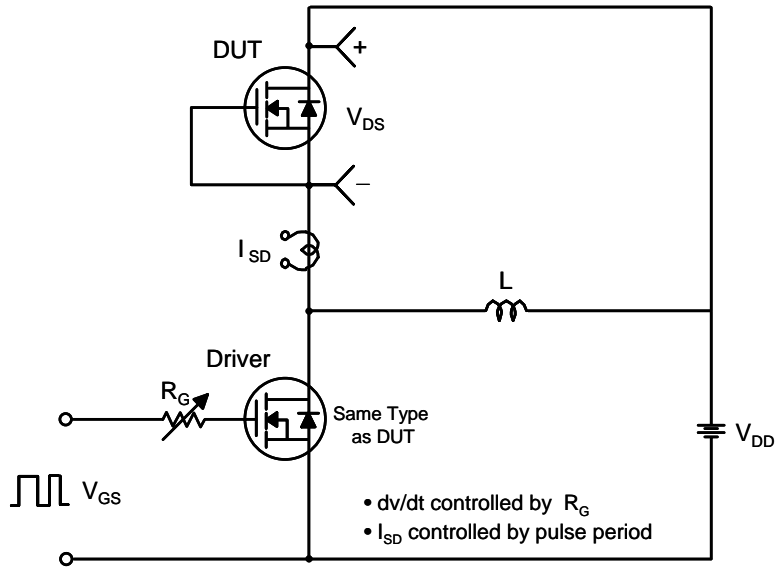 DUT
+
V_DS
–
I_SD
L
Driver
R_G
Same Type
as DUT
V_DD
V_GS
• dv/dt controlled by R_G
• I_SD controlled by pulse period